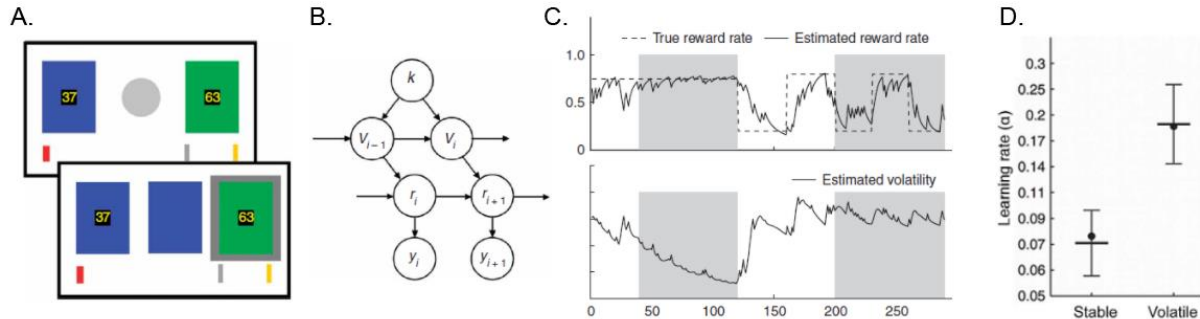 A.
37
63
37
63
B.
k
V i−1
V i
r i
r i+1
y i
y i+1
C.
True reward rate
Estimated reward rate
1.0
0.5
0
Estimated volatility
0
50
100
150
200
250
D.
Learning rate (α)
0.3
0.25
0.2
0.17
0.14
0.11
0.09
0.07
0.06
0.05
Stable
Volatile